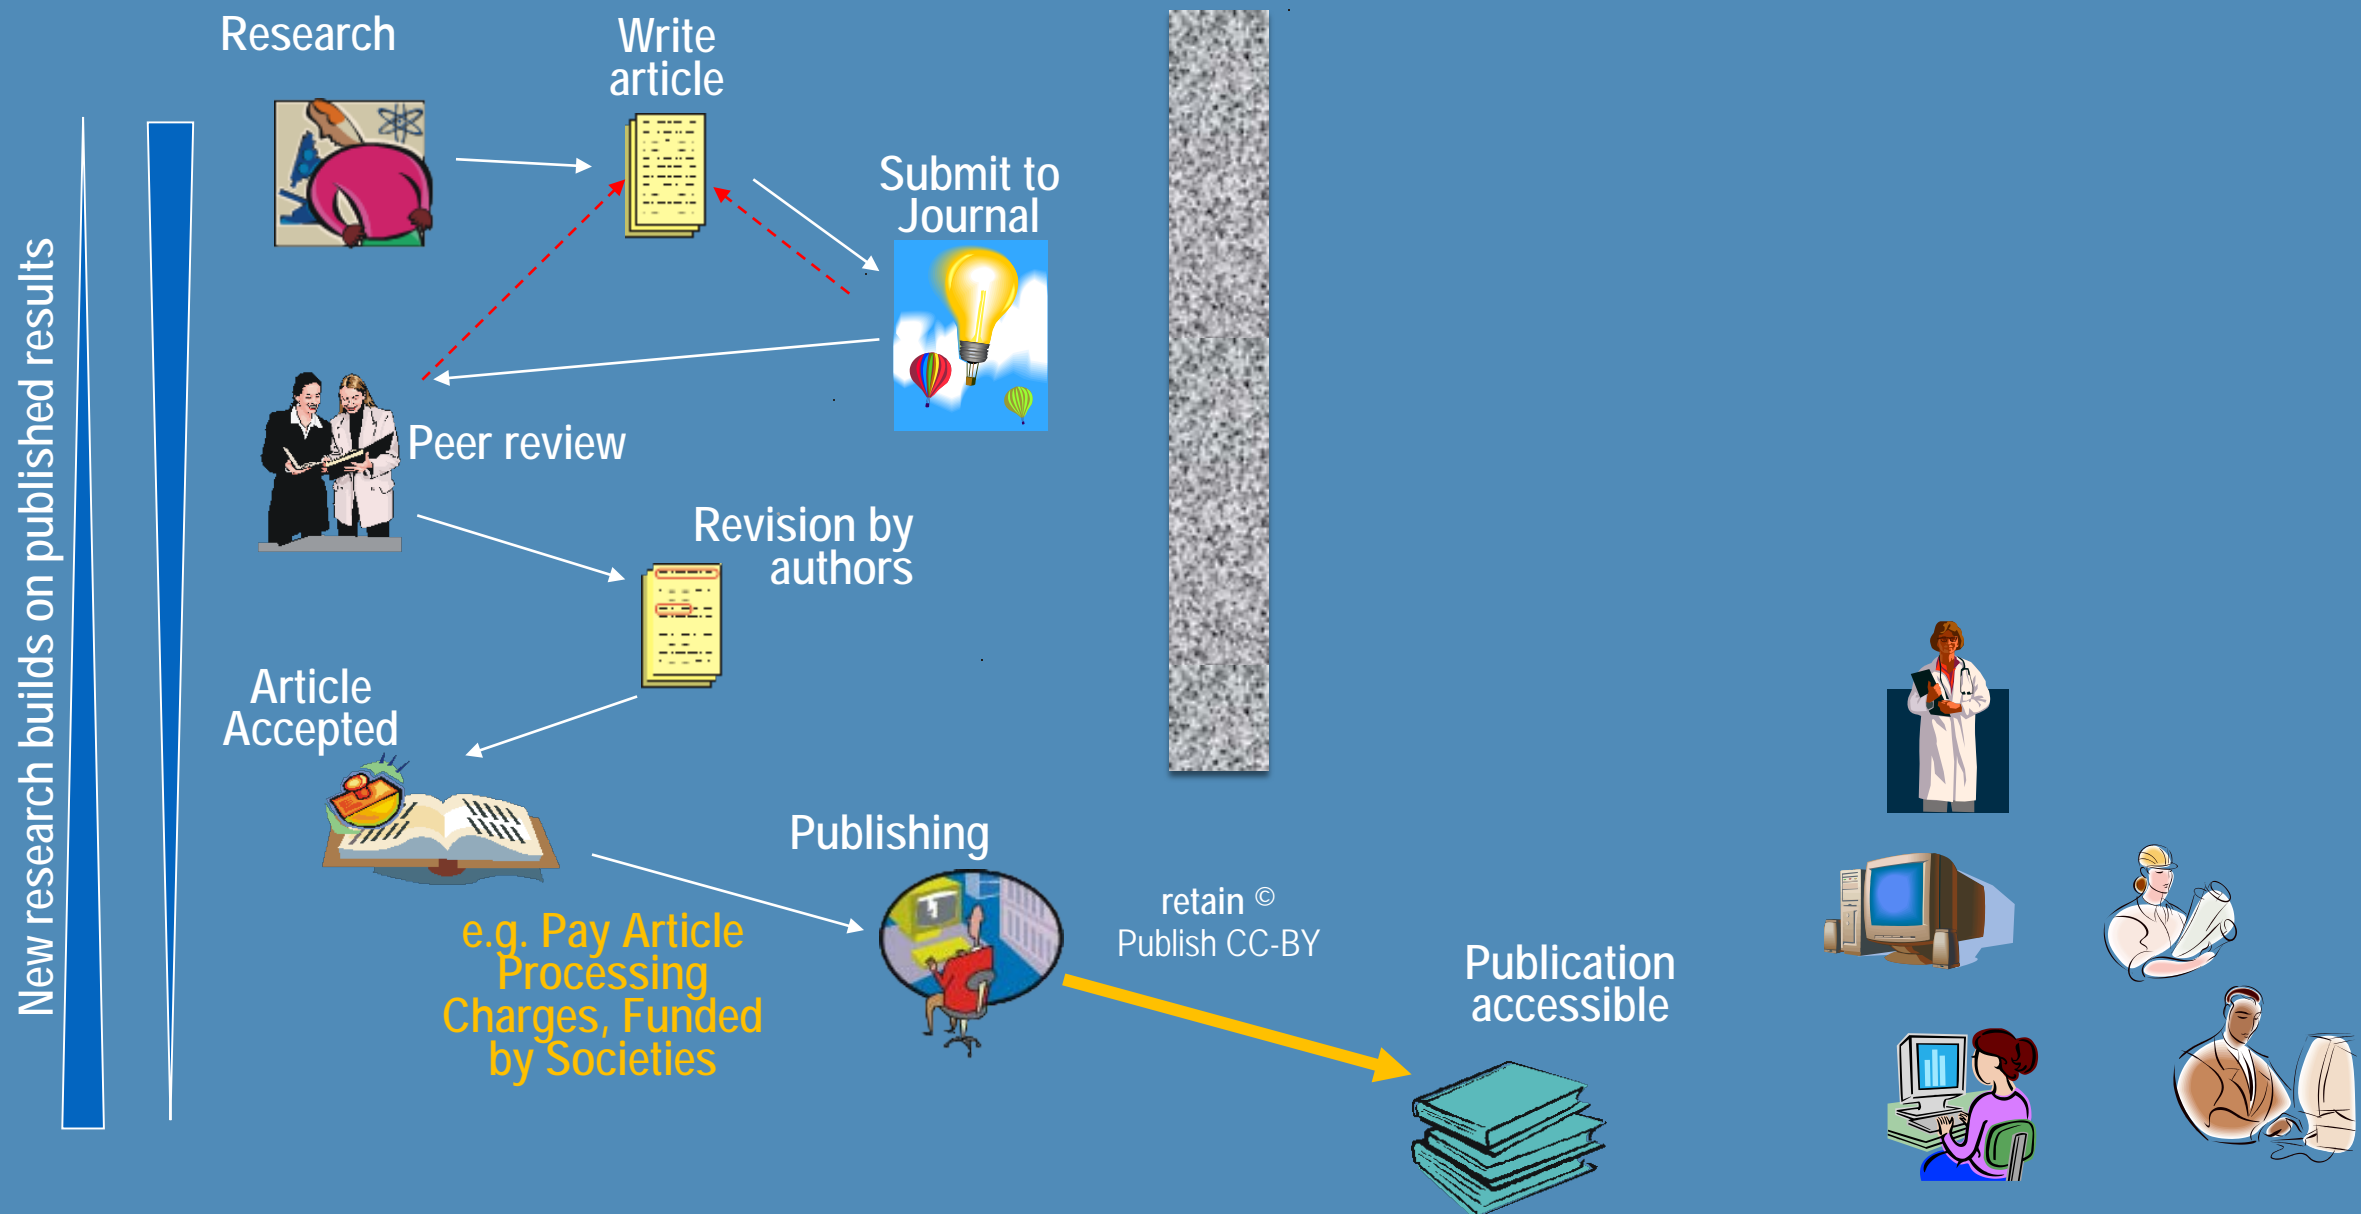 Research
Write
article
Submit to
Journal
New research builds on published results
Peer review
Revision by
authors
Article
Accepted
Publishing
e.g. Pay Article
Processing
Charges, Funded
by Societies
retain ©
Publish CC-BY
Publication
accessible